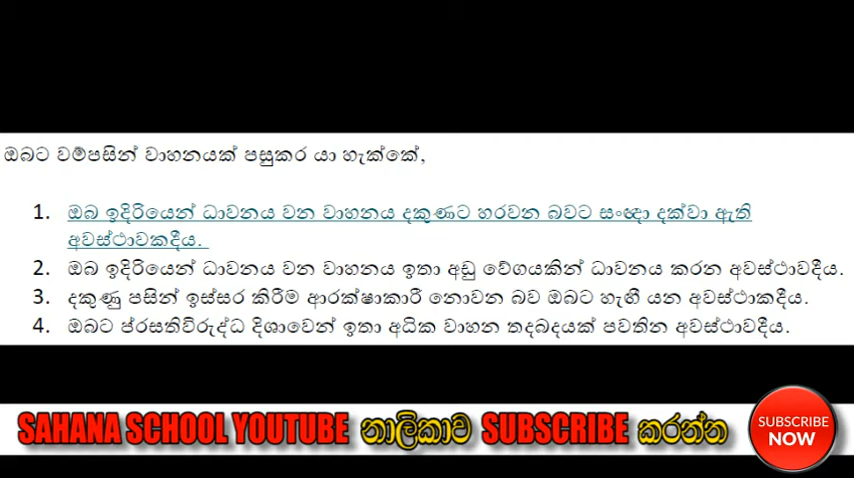 ඔබට වම්පසින් වාහනයක් පසුකර යා හැක්කේ,
1. ඔබ ඉදිරියෙන් ධාවනය වන වාහනය දකුණට හරවන බවට සංඥා දක්වා ඇති
අවස්ථාවකදීය.
2. ඔබ ඉදිරියෙන් ධාවනය වන වාහනය ඉතා අඩු වේගයකින් ධාවනය කරන අවස්ථාවදීය.
3. දකුණු පසින් ඉස්සර කිරීම ආරක්ෂාකාරී නොවන බව ඔබට හැඟී යන අවස්ථාකදීය.
4. ඔබට ප්රසතිවිරුද්ධ දිශාවෙන් ඉතා අධික වාහන තදබදයක් පවතින අවස්ථාවදීය.
SAHANA SCHOOL YOUTUBE නාලිකාව SUBSCRIBE කරන්න
SUBSCRIBE
NOW